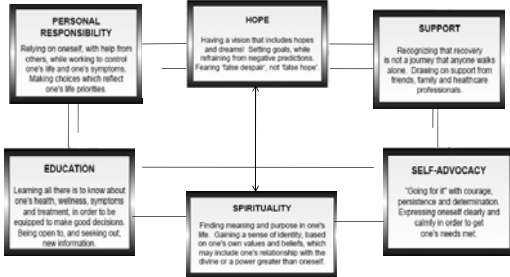 PERSONAL
RESPONSIBILITY
Relying on oneself, with help from
others, while working to control
one's life and one's symptoms.
Making choices which reflect
one's life priorities.
HOPE
Having a vision that includes hopes
and dreams! Setting goals, while
refraining from negative predictions.
Fearing 'false despair', not 'false hope'.
SUPPORT
Recognizing that recovery
is not a journey that anyone walks
alone. Drawing on support from
friends, family and healthcare
professionals.
EDUCATION
Learning all there is to know about
one's health, wellness, symptoms
and treatment, in order to be
equipped to make good decisions.
Being open to, and seeking out,
new information.
SPIRITUALITY
Finding meaning and purpose in one's
life. Gaining a sense of identity, based
on one's own values and beliefs, which
may include one's relationship with the
divine or a power greater than oneself.
SELF-ADVOCACY
"Going for it" with courage,
persistence and determination.
Expressing oneself clearly and
calmly in order to get
one's needs met.